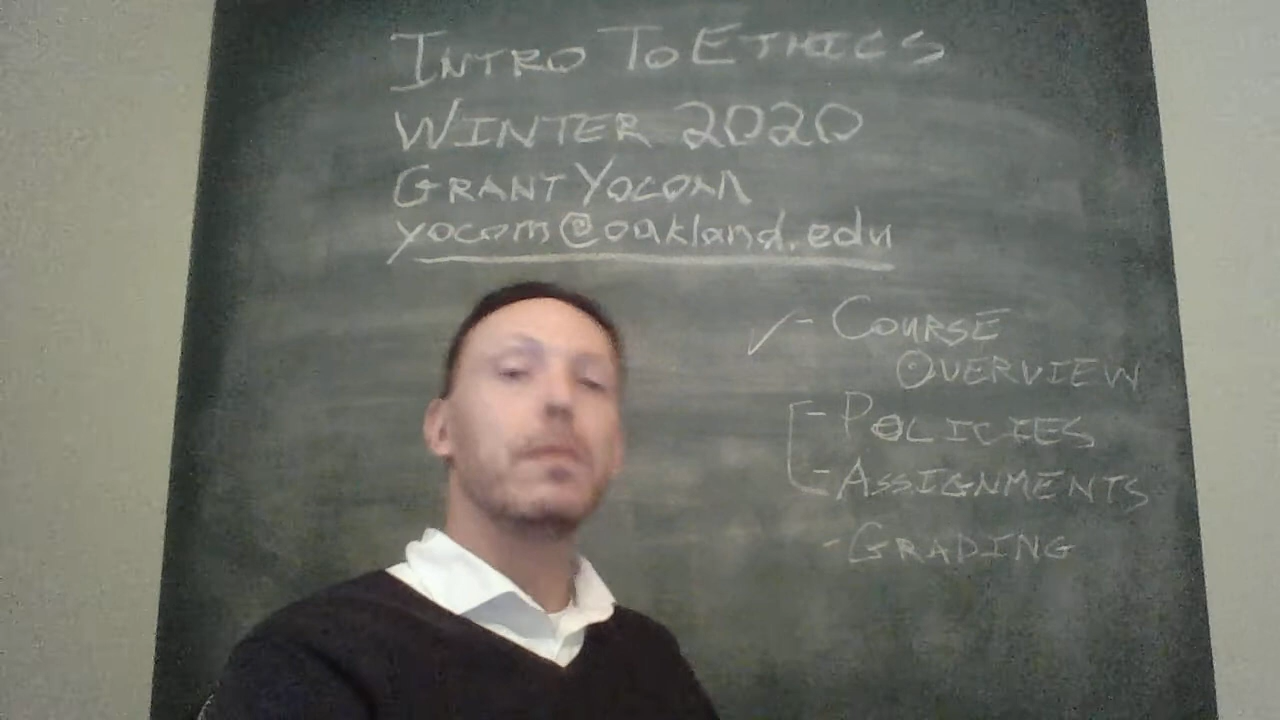 INTRO TO ETHICS
WINTER 2020
GRANT YOCOM
yocom@oakland.edu
✓ - COURSE
OVERVIEW
- POLICIES
- ASSIGNMENTS
- GRADING